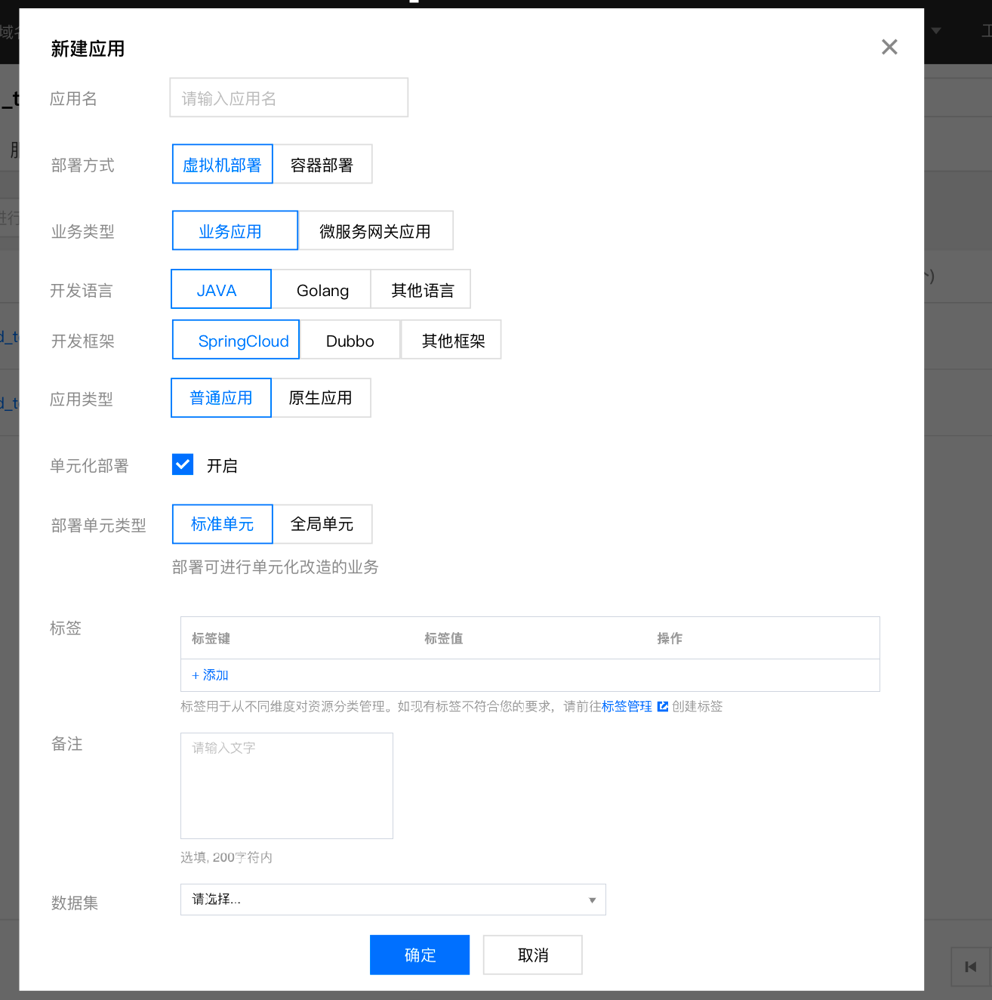 新建应用
应用名 请输入应用名
部署方式 虚拟机部署 容器部署
业务类型 业务应用 微服务网关应用
开发语言 JAVA Golang 其他语言
开发框架 SpringCloud Dubbo 其他框架
应用类型 普通应用 原生应用
单元化部署 开启
部署单元类型 标准单元 全局单元
部署可进行单元化改造的业务
标签 标签键 标签值 操作
+ 添加
标签用于从不同维度对资源分类管理。如现有标签不符合您的要求，请前往标签管理 创建标签
备注 请输入文字
选填, 200字符内
数据集 请选择...
确定 取消